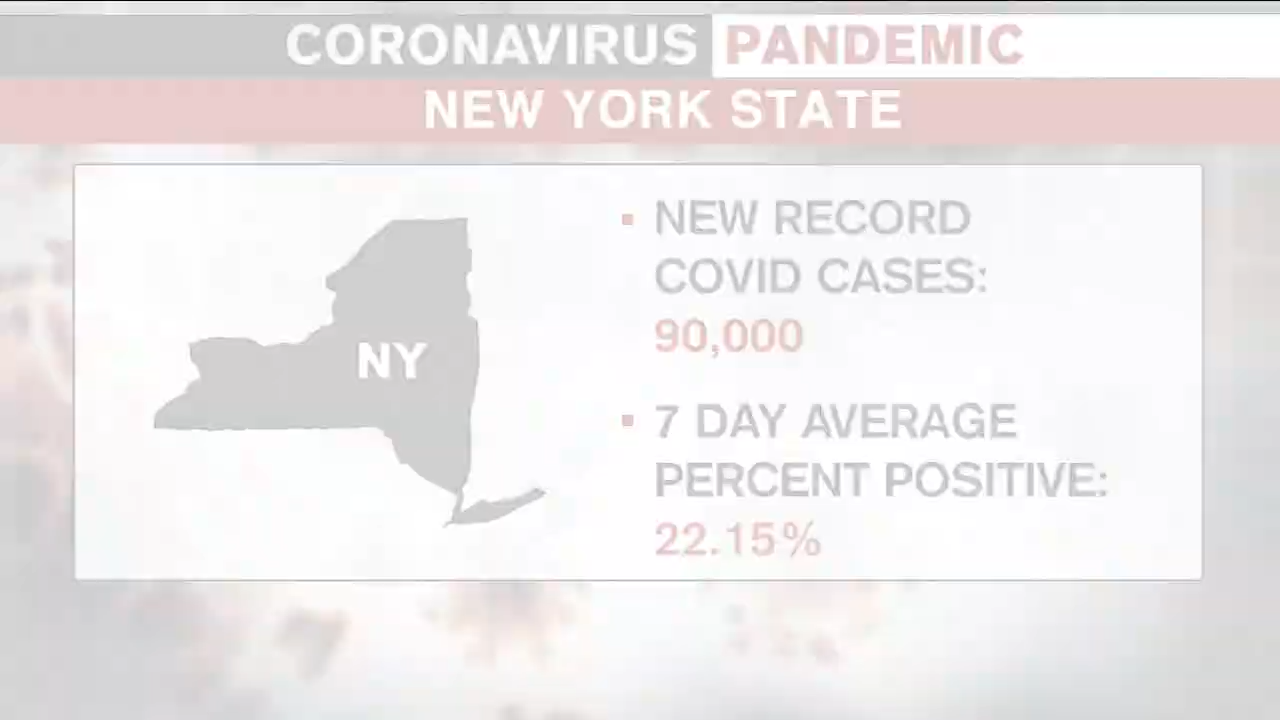 CORONAVIRUS PANDEMIC
NEW YORK STATE
NY
▪ NEW RECORD
COVID CASES:
90,000
▪ 7 DAY AVERAGE
PERCENT POSITIVE:
22.15%